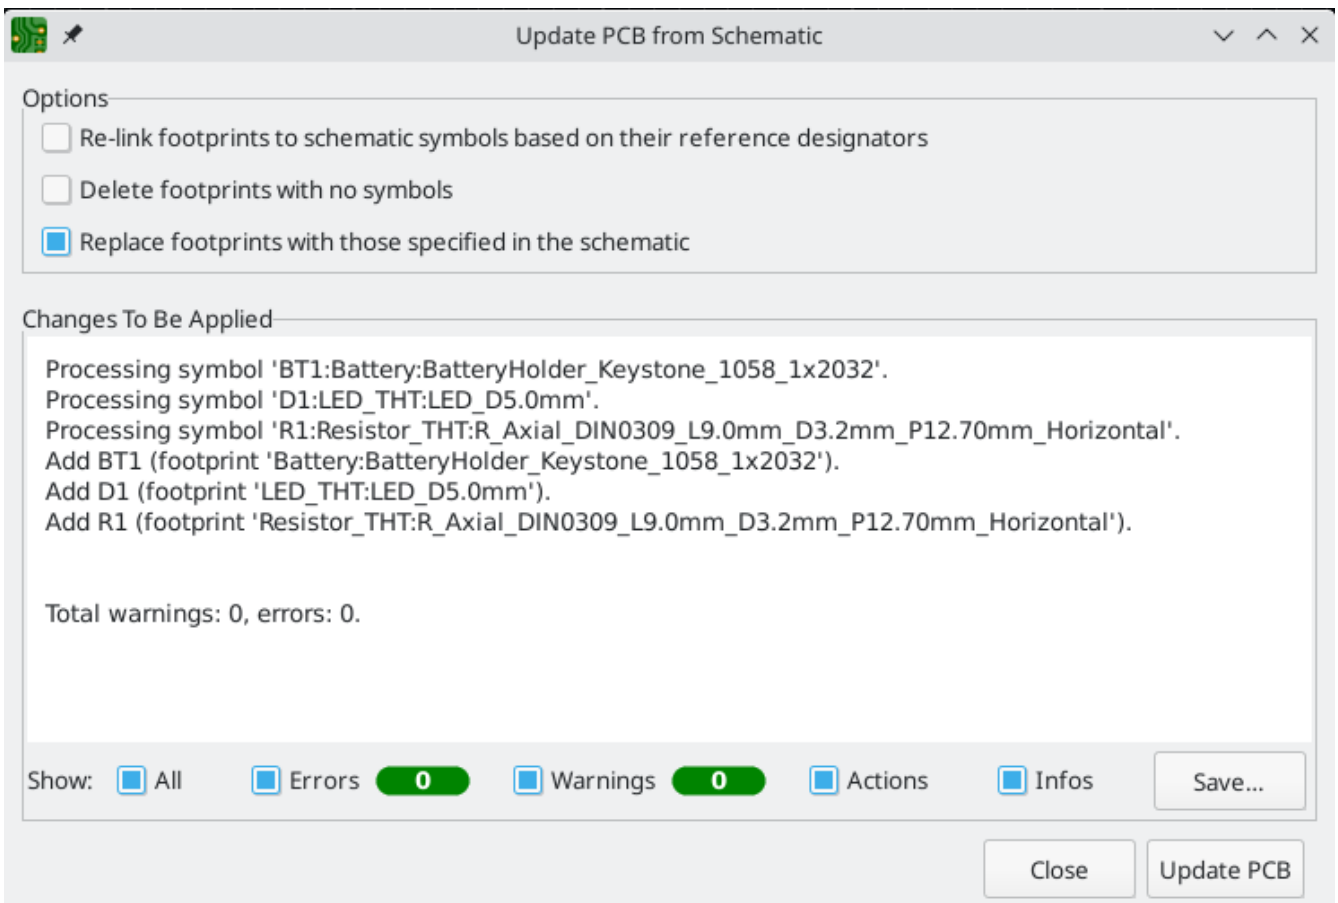 Update PCB from Schematic
Options
Re-link footprints to schematic symbols based on their reference designators
Delete footprints with no symbols
Replace footprints with those specified in the schematic
Changes To Be Applied
Processing symbol 'BT1:Battery:BatteryHolder_Keystone_1058_1x2032'.
Processing symbol 'D1:LED_THT:LED_D5.0mm'.
Processing symbol 'R1:Resistor_THT:R_Axial_DIN0309_L9.0mm_D3.2mm_P12.70mm_Horizontal'.
Add BT1 (footprint 'Battery:BatteryHolder_Keystone_1058_1x2032').
Add D1 (footprint 'LED_THT:LED_D5.0mm').
Add R1 (footprint 'Resistor_THT:R_Axial_DIN0309_L9.0mm_D3.2mm_P12.70mm_Horizontal').
Total warnings: 0, errors: 0.
Show: All Errors 0 Warnings 0 Actions Infos Save...
Close Update PCB